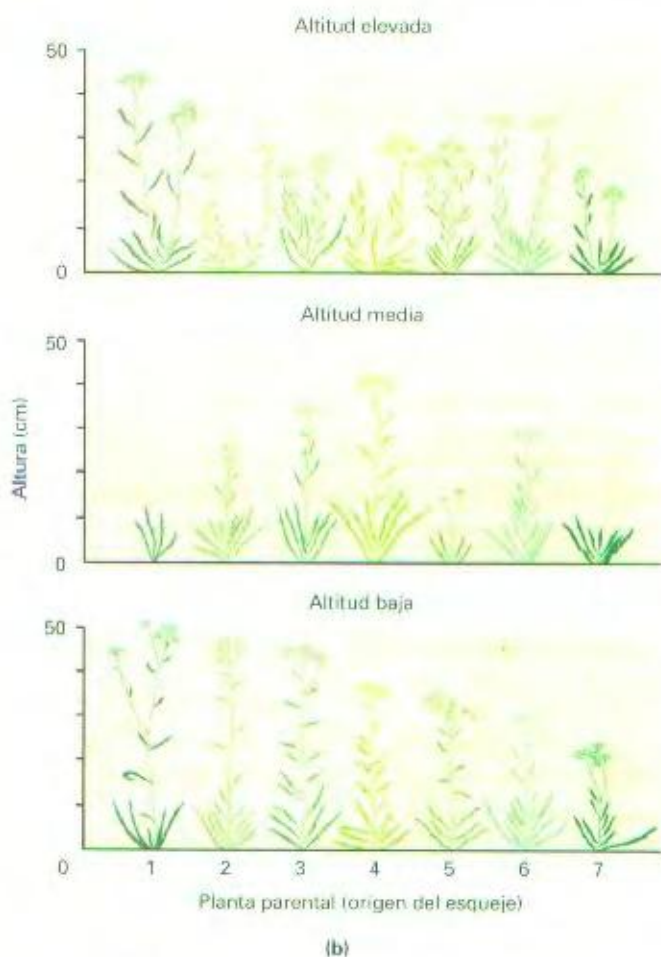 Altitud elevada
50
0
Altitud media
50
0
Altura (cm)
Altitud baja
50
0
1 2 3 4 5 6 7
Planta parental (origen del esqueje)
(b)